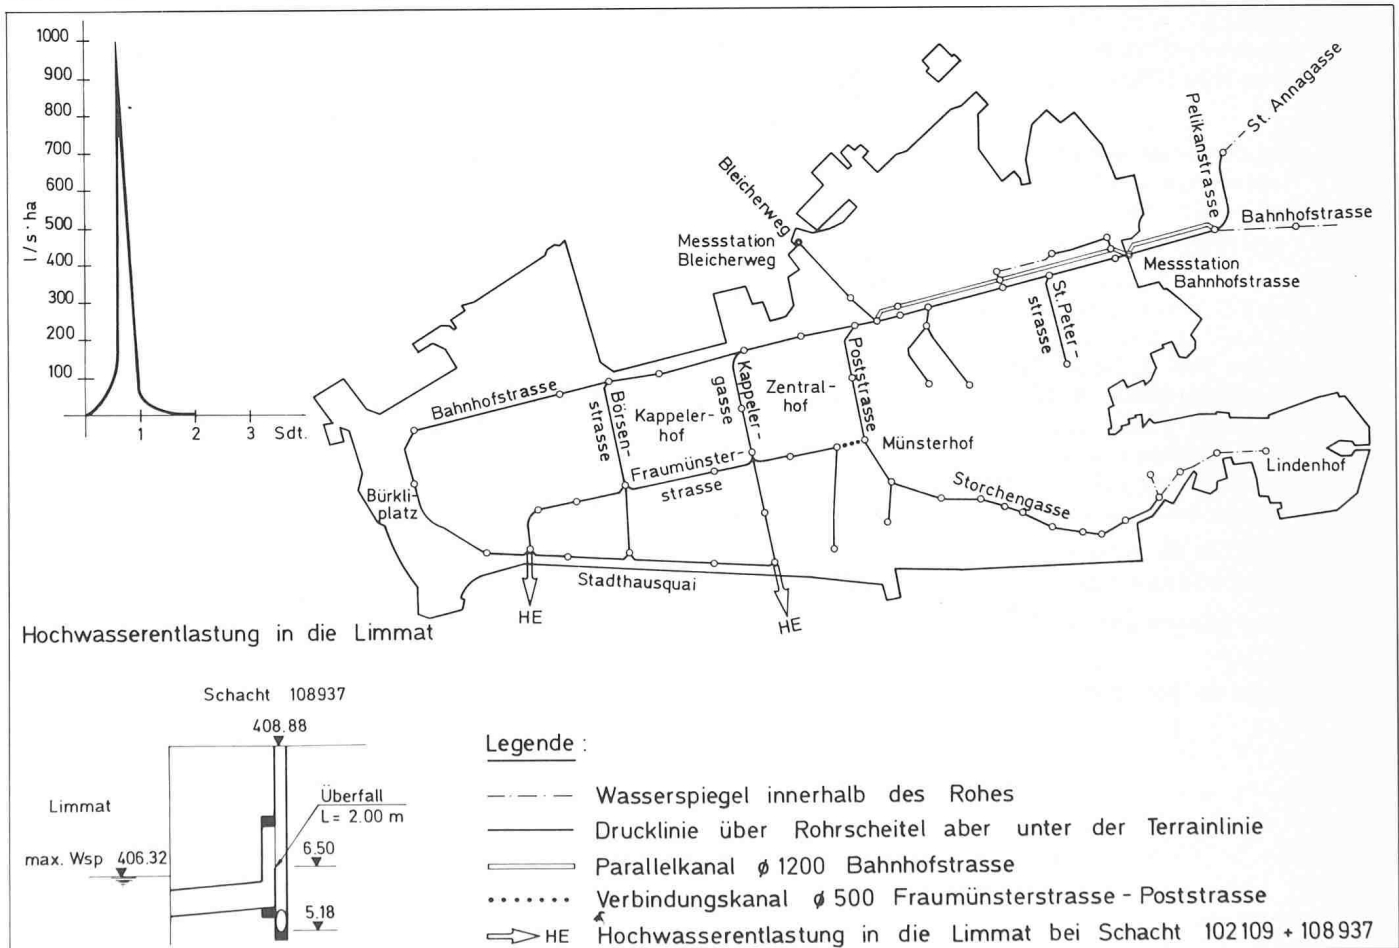 1000
900
800
700
600
500
400
300
200
100
l/s·ha
1
2
3
Sdt.
St. Annagasse
Pelikanstrasse
Bahnhofstrasse
Bleicherweg
Messstation
Bleicherweg
Messstation
Bahnhofstrasse
St. Peter-
strasse
Poststrasse
Zentral-
hof
Kappeler-
gasse
Bahnhofstrasse
Börsen-
strasse
Kappeler-
hof
Münsterhof
Fraumünster-
strasse
Storchengasse
Lindenhof
Bürkli-
platz
Stadthausquai
HE
HE
Hochwasserentlastung in die Limmat
Schacht 108937
408.88
Limmat
Überfall
L= 2.00 m
max. Wsp 406.32
6.50
5.18
Legende :
Wasserspiegel innerhalb des Rohes
Drucklinie über Rohrscheitel aber unter der Terrainlinie
Parallelkanal ϕ 1200 Bahnhofstrasse
Verbindungskanal ϕ 500 Fraumünsterstrasse - Poststrasse
HE Hochwasserentlastung in die Limmat bei Schacht 102109 + 108937